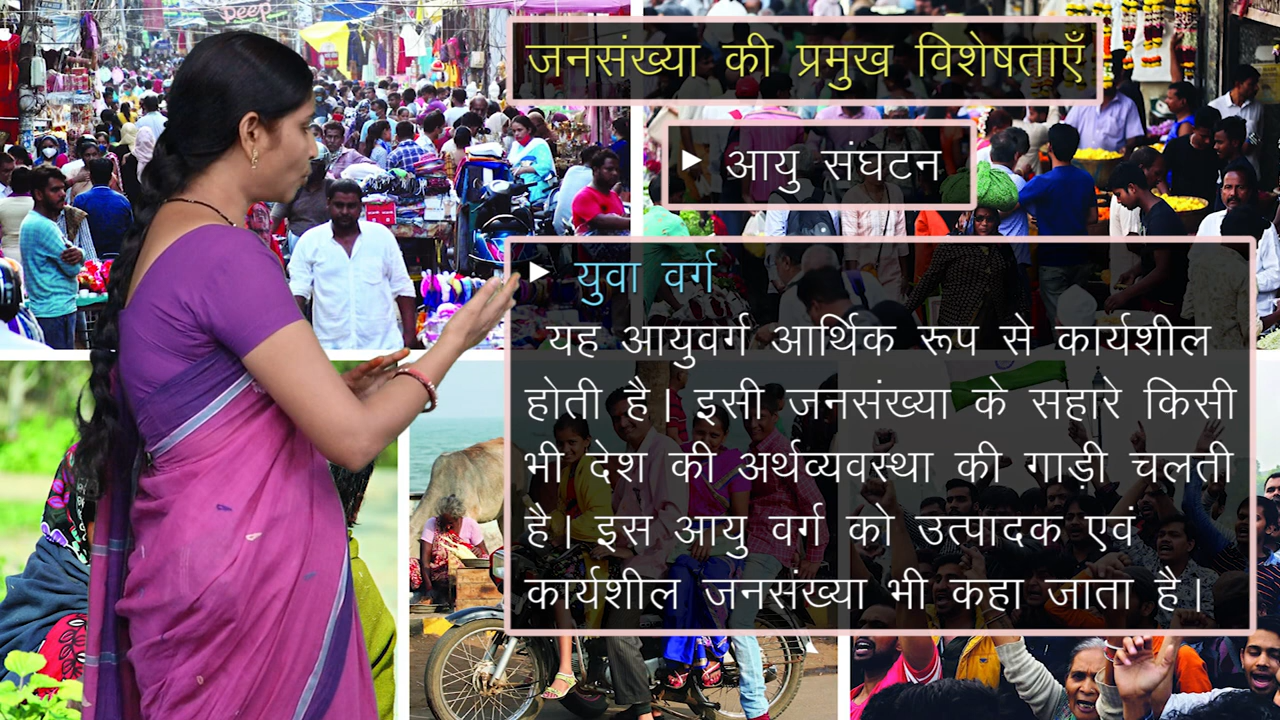 Deep
जनसंख्या की प्रमुख विशेषताएँ
▶ आयु संघटन
▶ युवा वर्ग
यह आयुवर्ग आर्थिक रूप से कार्यशील
होती है। इसी जनसंख्या के सहारे किसी
भी देश की अर्थव्यवस्था की गाड़ी चलती
है। इस आयु वर्ग को उत्पादक एवं
कार्यशील जनसंख्या भी कहा जाता है।